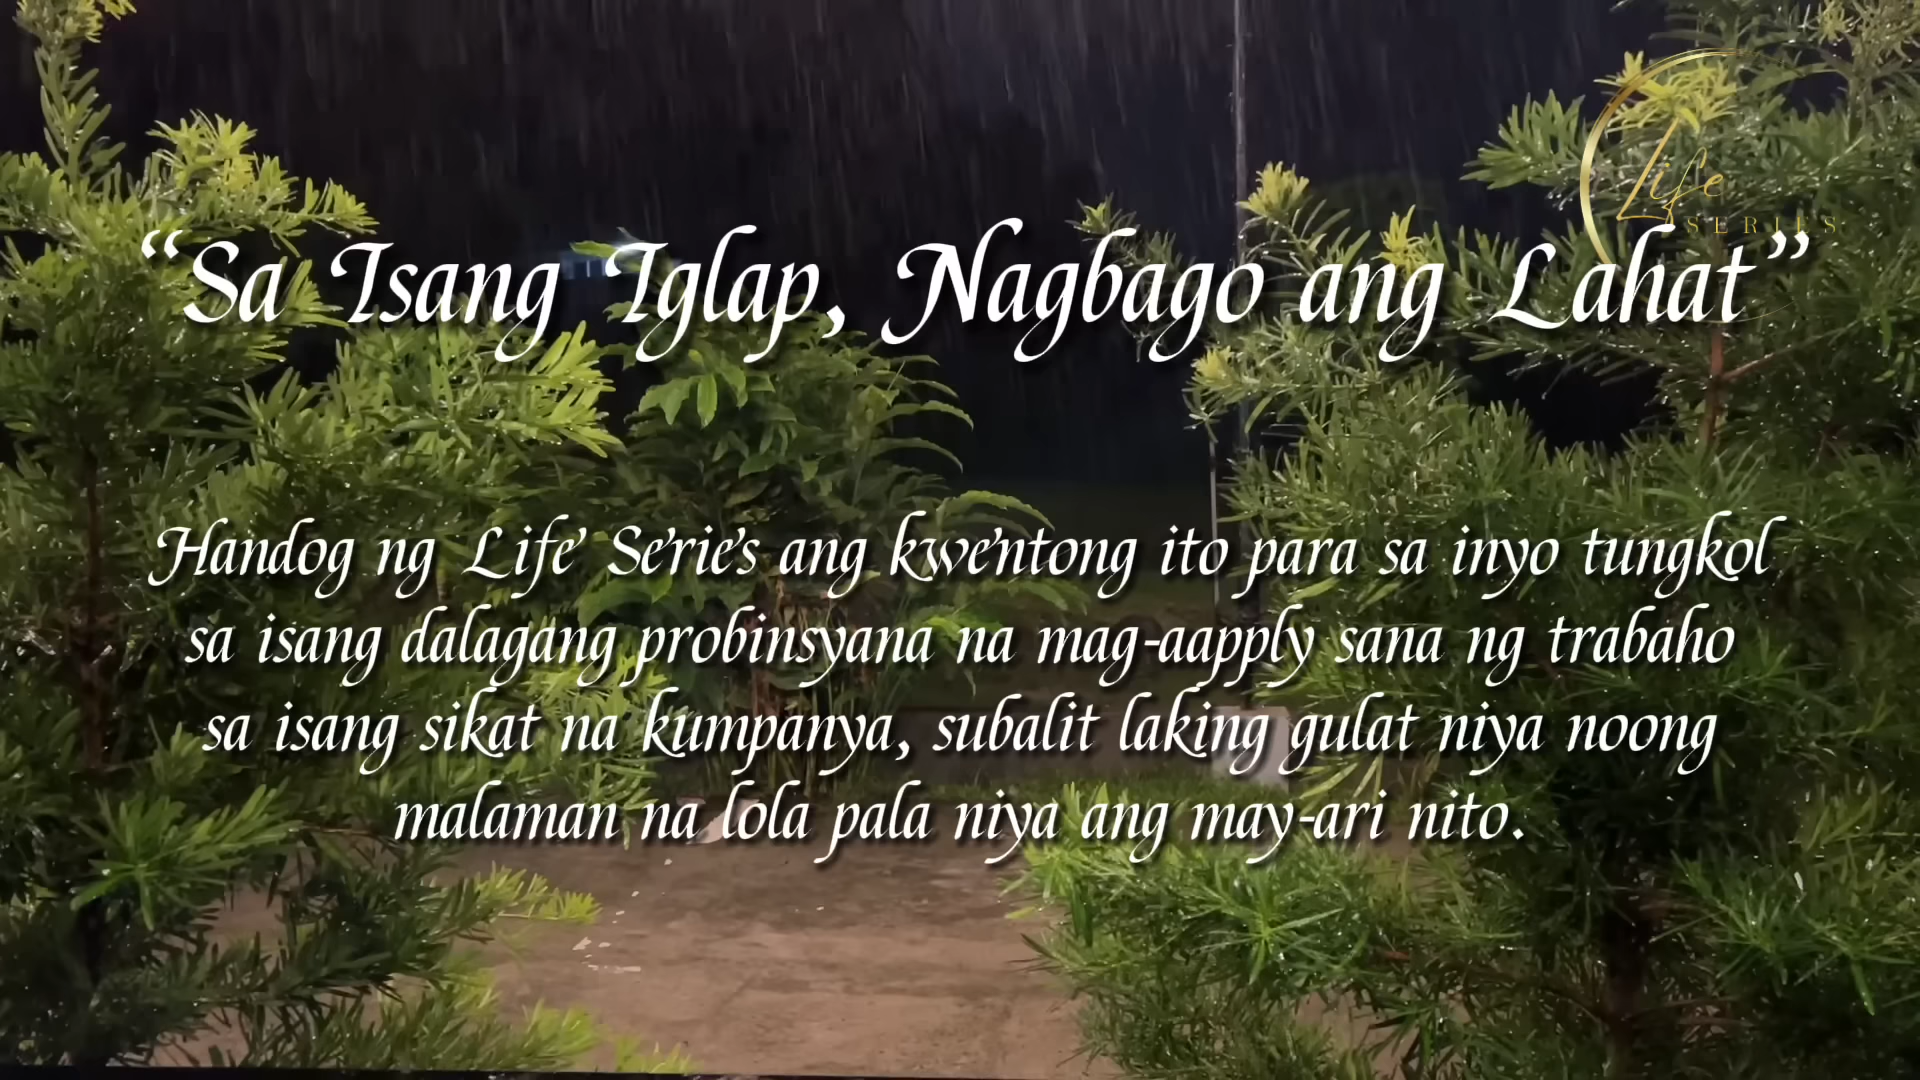 Life
SERIES
“Sa Isang Iglap, Nagbago ang Lahat”
Handog ng Life Series ang kwentong ito para sa inyo tungkol
sa isang dalagang probinsyana na mag-aapply sana ng trabaho
sa isang sikat na kumpanya, subalit laking gulat niya noong
malaman na lola pala niya ang may-ari nito.